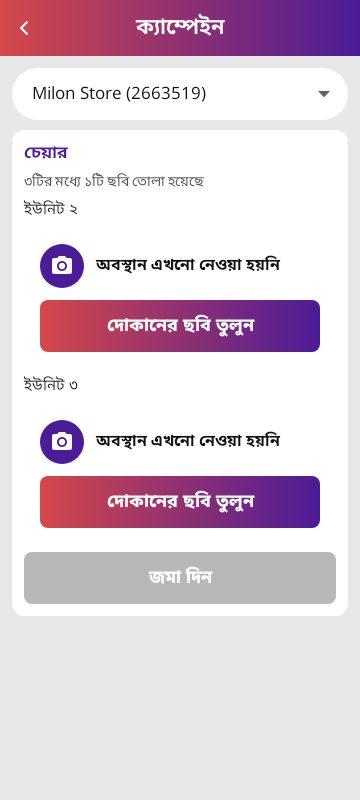 ক্যাম্পেইন
Milon Store (2663519)
চেয়ার
৩টির মধ্যে ১টি ছবি তোলা হয়েছে
ইউনিট ২
অবস্থান এখনো নেওয়া হয়নি
দোকানের ছবি তুলুন
ইউনিট ৩
অবস্থান এখনো নেওয়া হয়নি
দোকানের ছবি তুলুন
জমা দিন